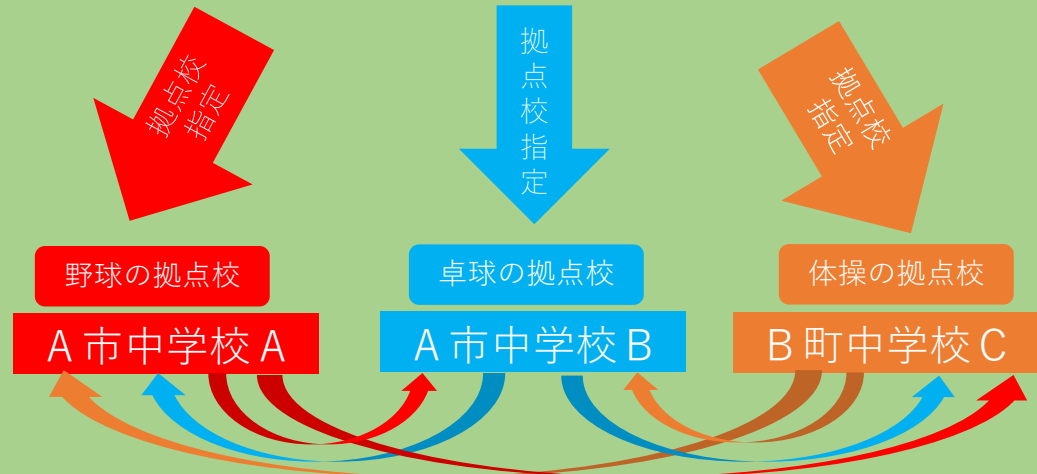 拠点校
指定
拠点校指定
拠点校
指定
野球の拠点校
卓球の拠点校
体操の拠点校
A市中学校A
A市中学校B
B町中学校C